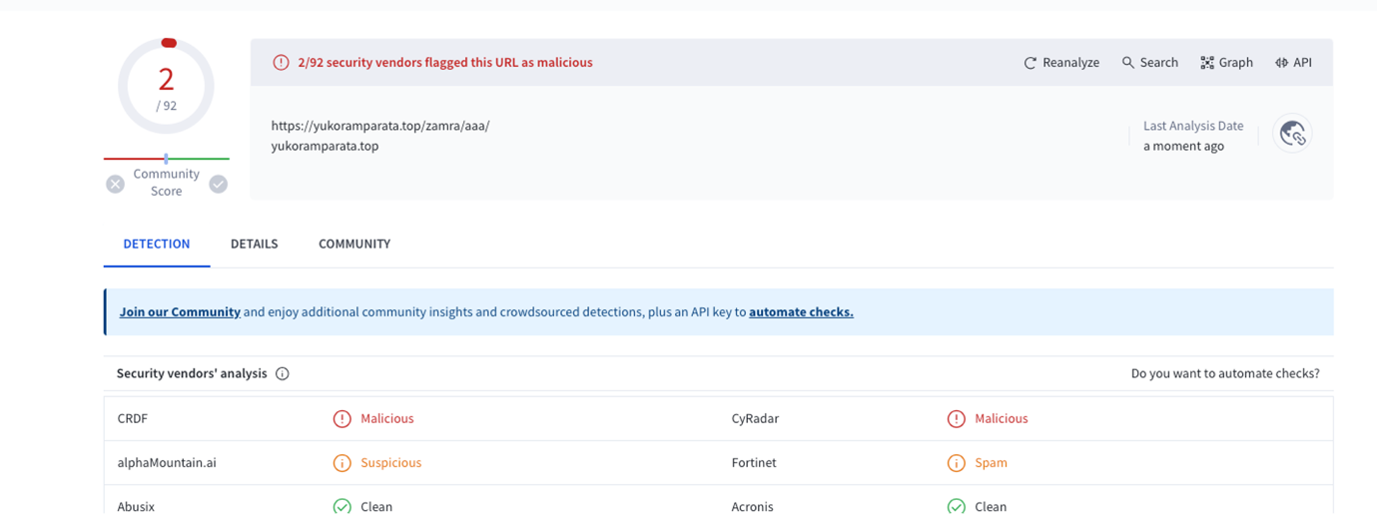 2
/ 92
Community
Score
2/92 security vendors flagged this URL as malicious
Reanalyze Search Graph API
https://yukoramparata.top/zamra/aaa/
yukoramparata.top
Last Analysis Date
a moment ago
DETECTION DETAILS COMMUNITY
Join our Community and enjoy additional community insights and crowdsourced detections, plus an API key to automate checks.
Security vendors' analysis Do you want to automate checks?
CRDF Malicious CyRadar Malicious
alphaMountain.ai Suspicious Fortinet Spam
Abusix Clean Acronis Clean